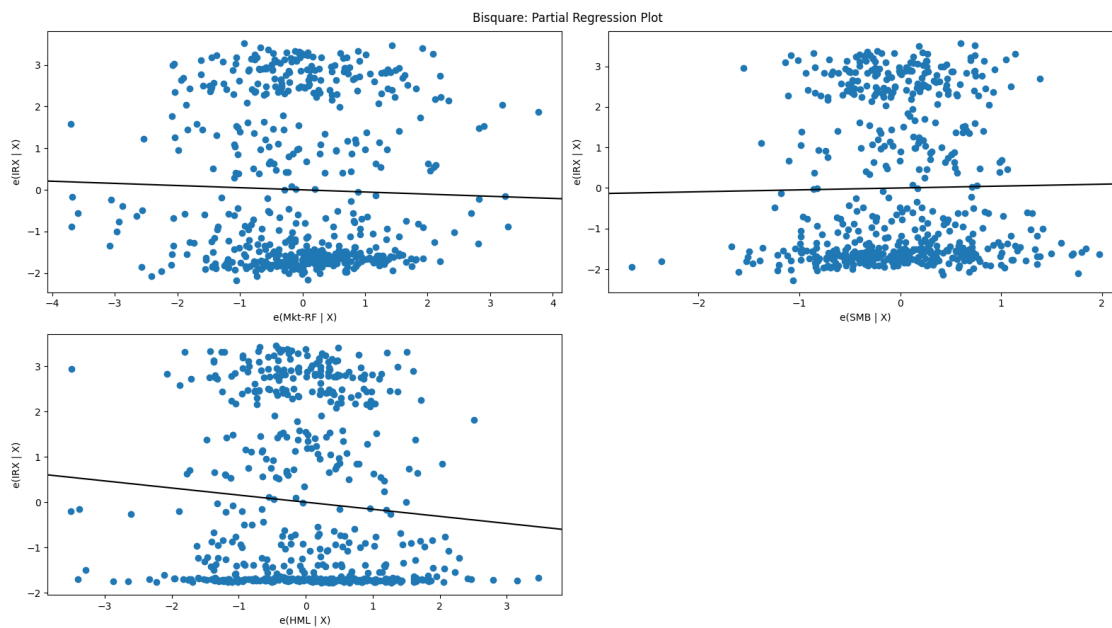 Bisquare: Partial Regression Plot
3
2
1
0
−1
−2
e(IRX | X)
−4 −3 −2 −1 0 1 2 3 4
e(Mkt-RF | X)
3
2
1
0
−1
−2
e(IRX | X)
−2 −1 0 1 2
e(SMB | X)
3
2
1
0
−1
−2
e(IRX | X)
−3 −2 −1 0 1 2 3
e(HML | X)